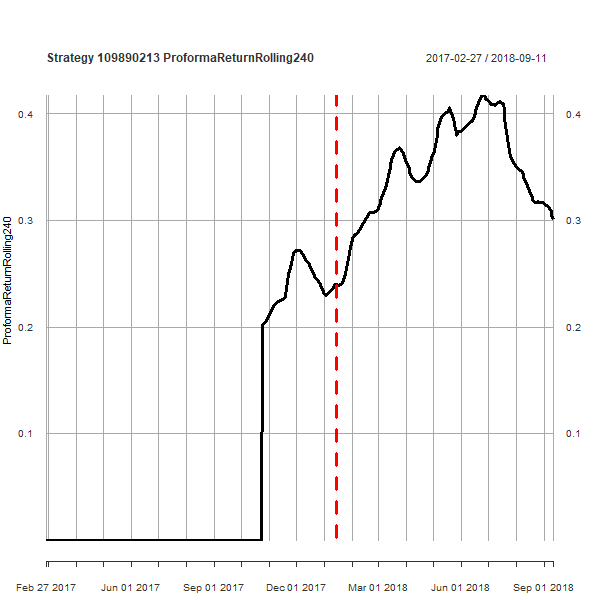 Strategy 109890213 ProformaReturnRolling240
2017-02-27 / 2018-09-11
ProformaReturnRolling240
0.4
0.4
0.3
0.3
0.2
0.2
0.1
0.1
Feb 27 2017
Jun 01 2017
Sep 01 2017
Dec 01 2017
Mar 01 2018
Jun 01 2018
Sep 01 2018